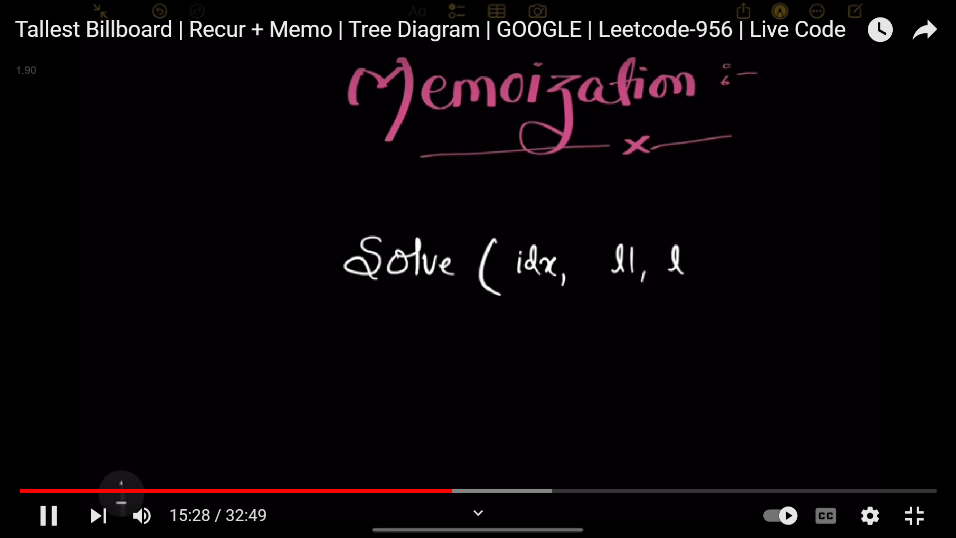 Tallest Billboard | Recur + Memo | Tree Diagram | GOOGLE | Leetcode-956 | Live Code
1.90
Memoization :-
x
Solve ( idx, l1, l
15:28 / 32:49
CC